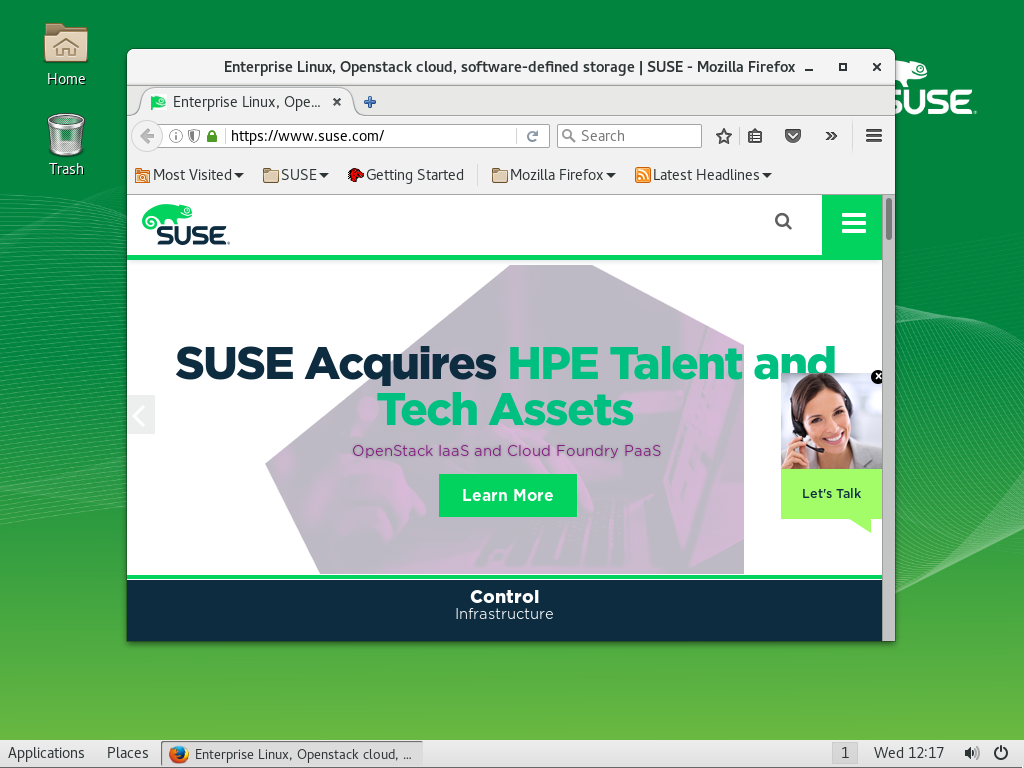 Home
Trash
SUSE
Enterprise Linux, Openstack cloud, software-defined storage | SUSE - Mozilla Firefox
Enterprise Linux, Ope...
https://www.suse.com/
Search
Most Visited
SUSE
Getting Started
Mozilla Firefox
Latest Headlines
SUSE
SUSE Acquires HPE Talent and
Tech Assets
OpenStack IaaS and Cloud Foundry PaaS
Learn More
Let's Talk
Control
Infrastructure
Applications
Places
Enterprise Linux, Openstack cloud, ...
1
Wed 12:17